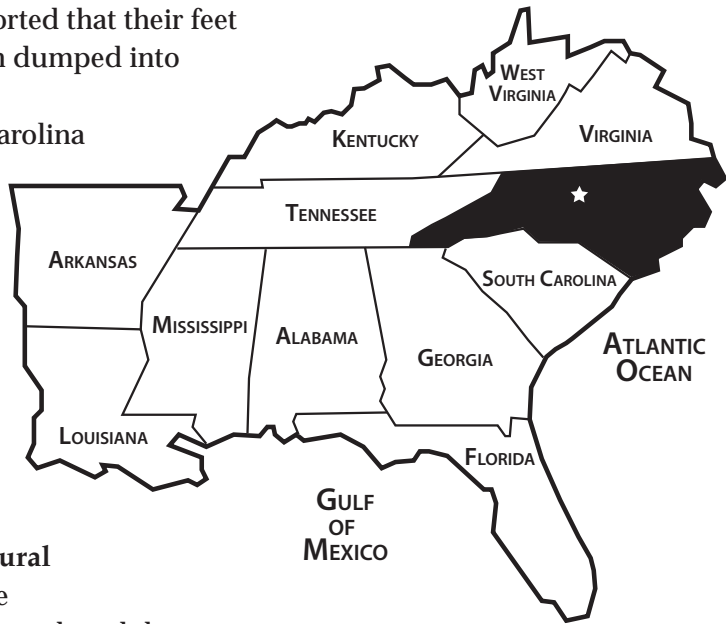 orted that their feet
dumped into
arolina
WEST
VIRGINIA
KENTUCKY
VIRGINIA
TENNESSEE
ARKANSAS
SOUTH CAROLINA
MISSISSIPPI
ALABAMA
GEORGIA
ATLANTIC
OCEAN
LOUISIANA
FLORIDA
GULF
OF
MEXICO
ural
e